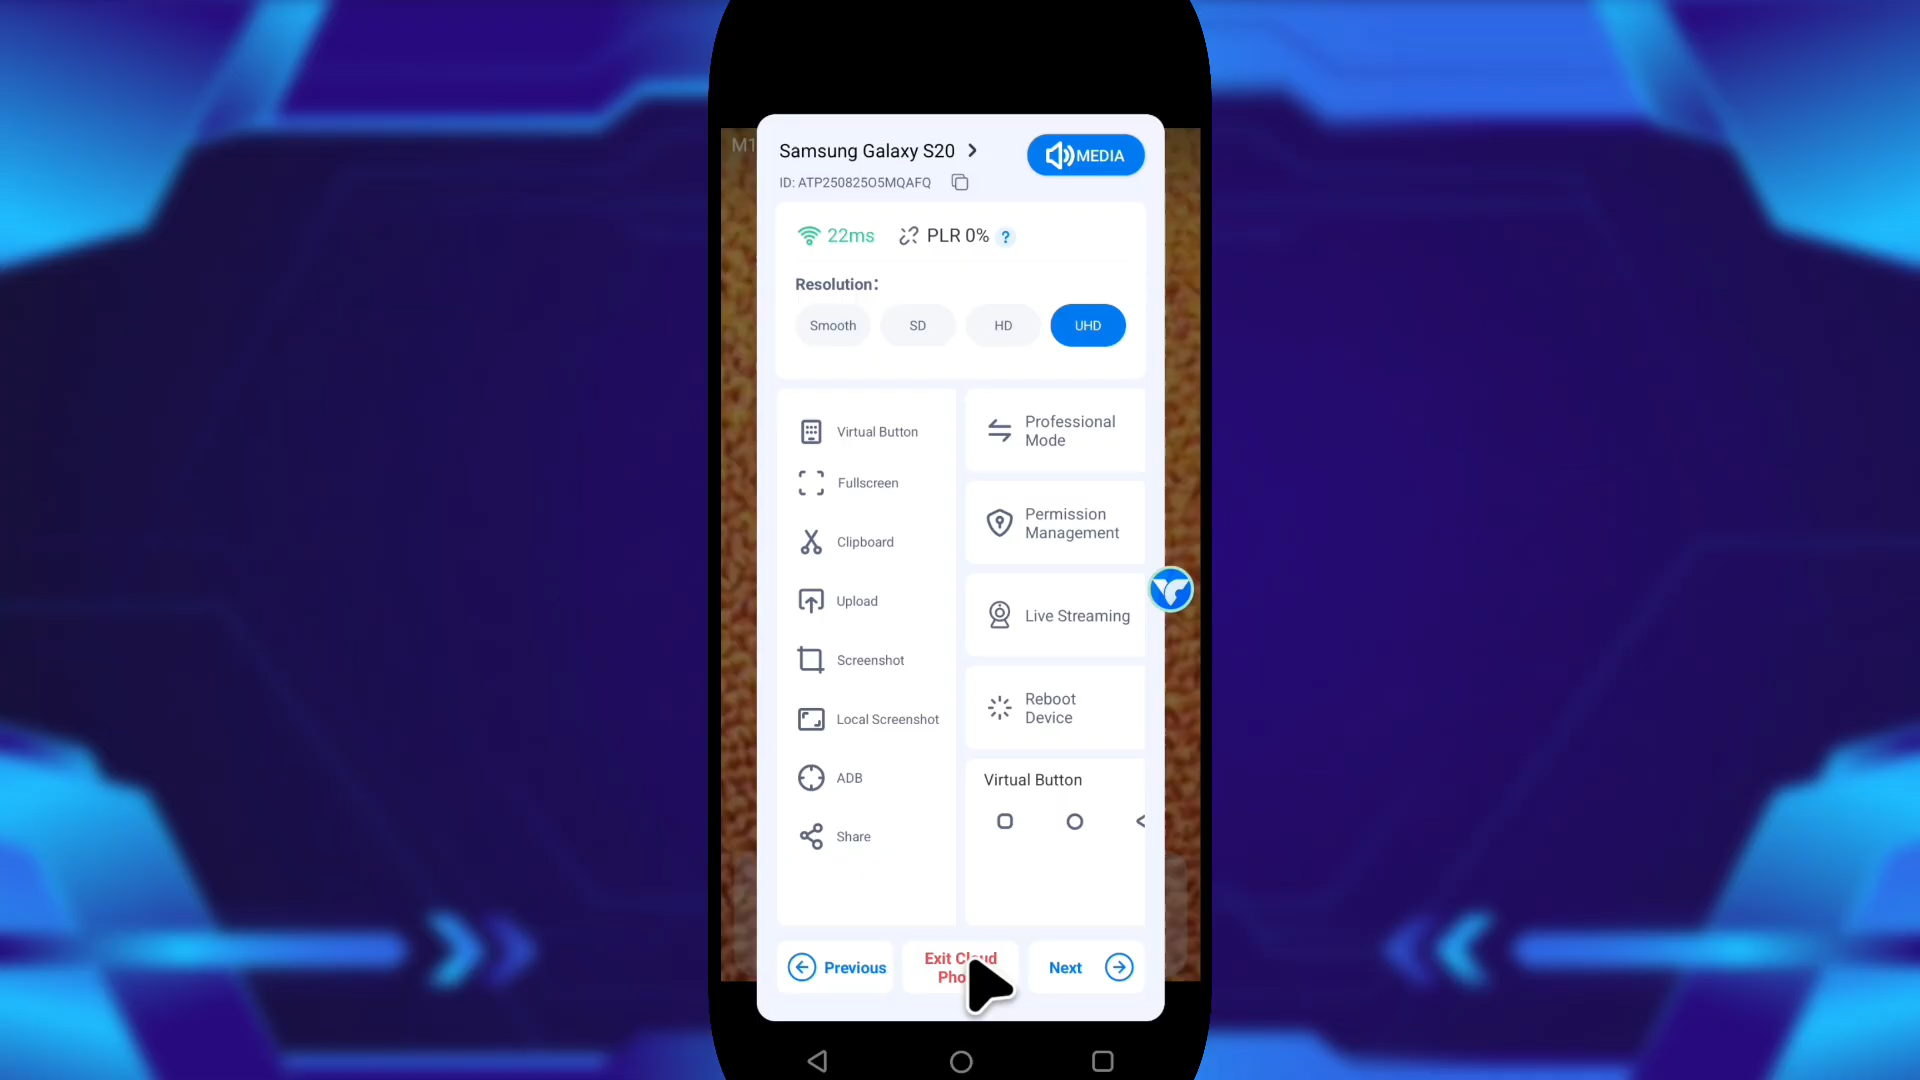 M1
Samsung Galaxy S20
MEDIA
ID: ATP250825O5MQAFQ
22ms
PLR 0%
?
Resolution:
Smooth
SD
HD
UHD
Virtual Button
Fullscreen
Clipboard
Upload
Screenshot
Local Screenshot
ADB
Share
Professional
Mode
Permission
Management
Live Streaming
Reboot
Device
Virtual Button
Previous
Exit Cloud
Phone
Next